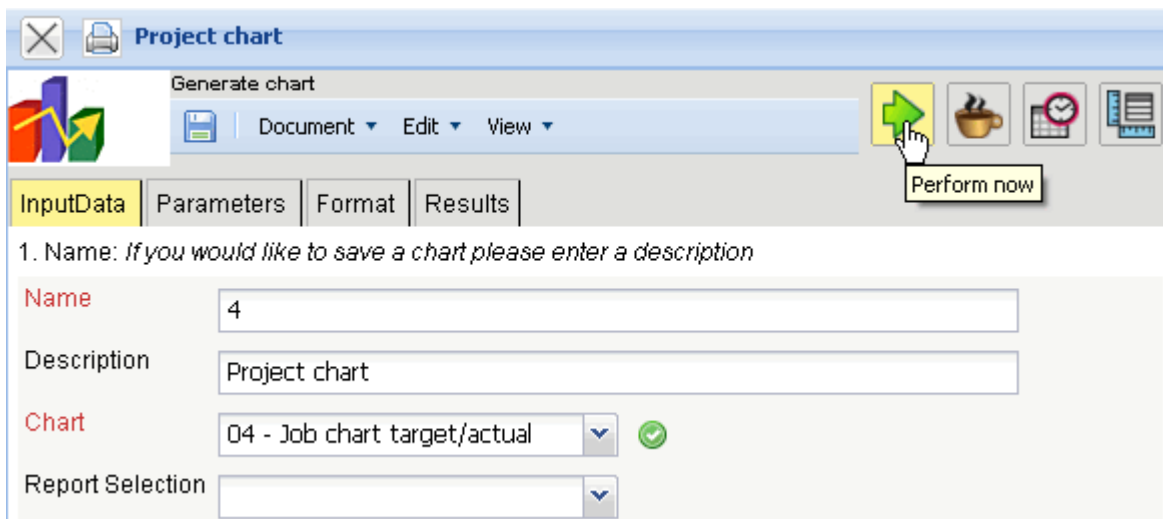 Project chart
Generate chart
Document Edit View
Perform now
InputData Parameters Format Results
1. Name: If you would like to save a chart please enter a description
Name 4
Description Project chart
Chart 04 - Job chart target/actual
Report Selection